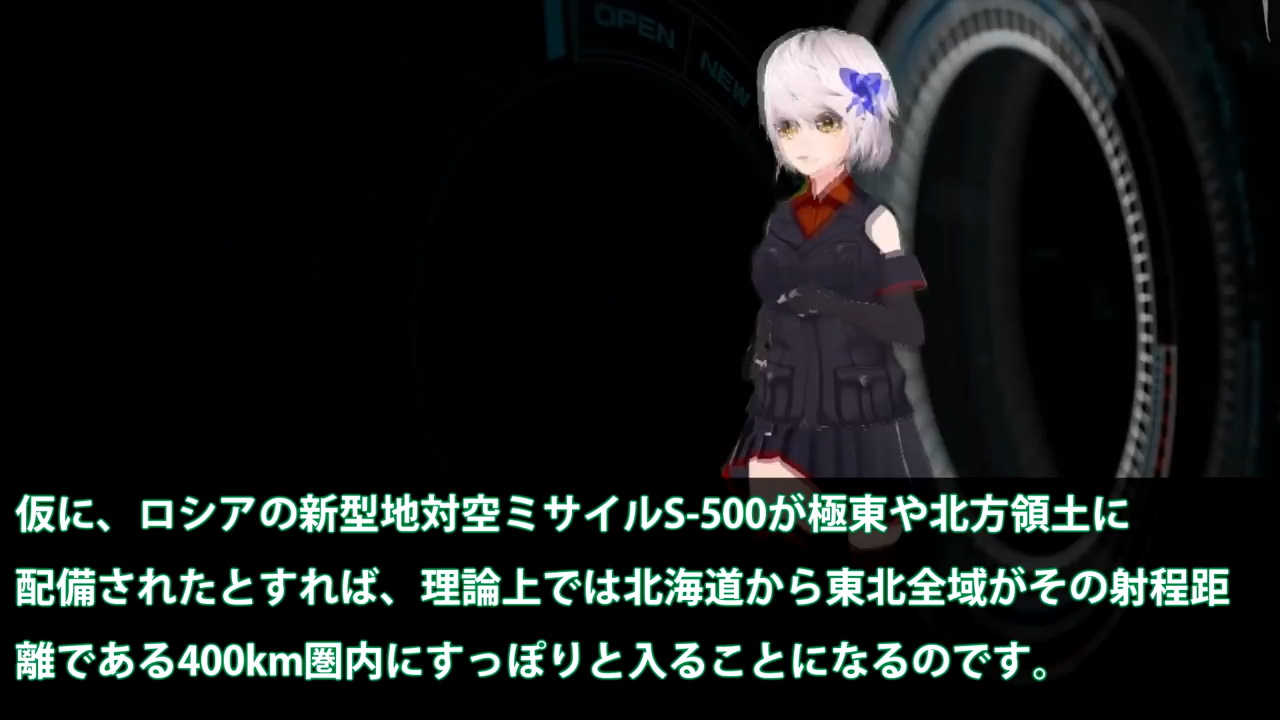 OPEN
NEW
仮に、ロシアの新型地対空ミサイルS-500が極東や北方領土に
配備されたとすれば、理論上では北海道から東北全域がその射程距
離である400km圏内にすっぽりと入ることになるのです。